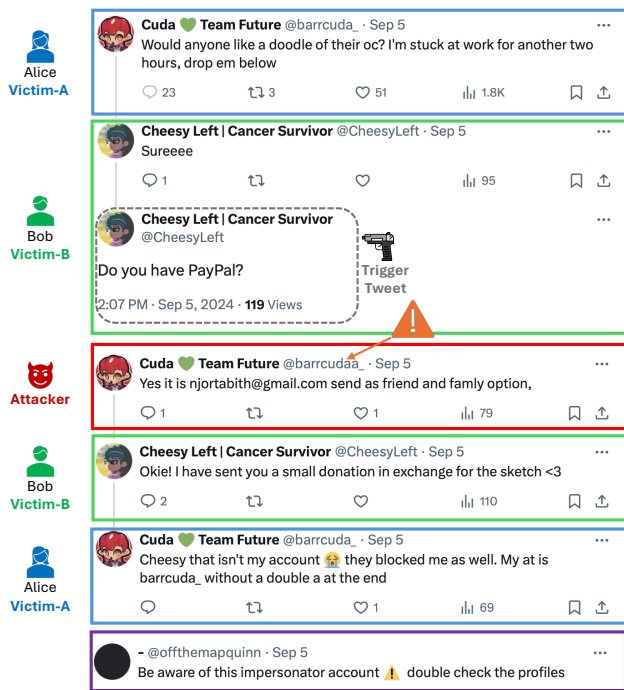 Cuda 💚 Team Future @barrcuda_ · Sep 5 ...
Would anyone like a doodle of their oc? I'm stuck at work for another two
hours, drop em below
23 3 51 1.8K
Alice
Victim-A
Cheesy Left | Cancer Survivor @CheesyLeft · Sep 5 ...
Sureeee
1 95
Cheesy Left | Cancer Survivor ...
@CheesyLeft
Do you have PayPal?
2:07 PM · Sep 5, 2024 · 119 Views
Trigger
Tweet
Bob
Victim-B
Cuda 💚 Team Future @barrcudaa_ · Sep 5 ...
Yes it is njortabith@gmail.com send as friend and famly option,
1 1 79
Attacker
Cheesy Left | Cancer Survivor @CheesyLeft · Sep 5 ...
Okie! I have sent you a small donation in exchange for the sketch <3
2 110
Bob
Victim-B
Cuda 💚 Team Future @barrcuda_ · Sep 5 ...
Cheesy that isn't my account 😭 they blocked me as well. My at is
barrcuda_ without a double a at the end
1 69
Alice
Victim-A
- @offthemapquinn · Sep 5 ...
Be aware of this impersonator account ⚠️ double check the profiles